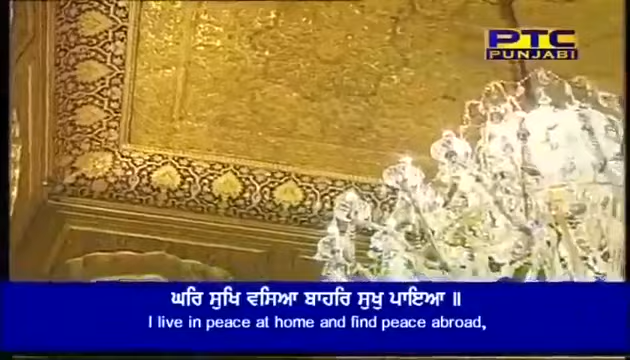 PTC
PUNJABI
ਘਰਿ ਸੁਖਿ ਵਸਿਆ ਬਾਹਰਿ ਸੁਖੁ ਪਾਇਆ ॥
I live in peace at home and find peace abroad,